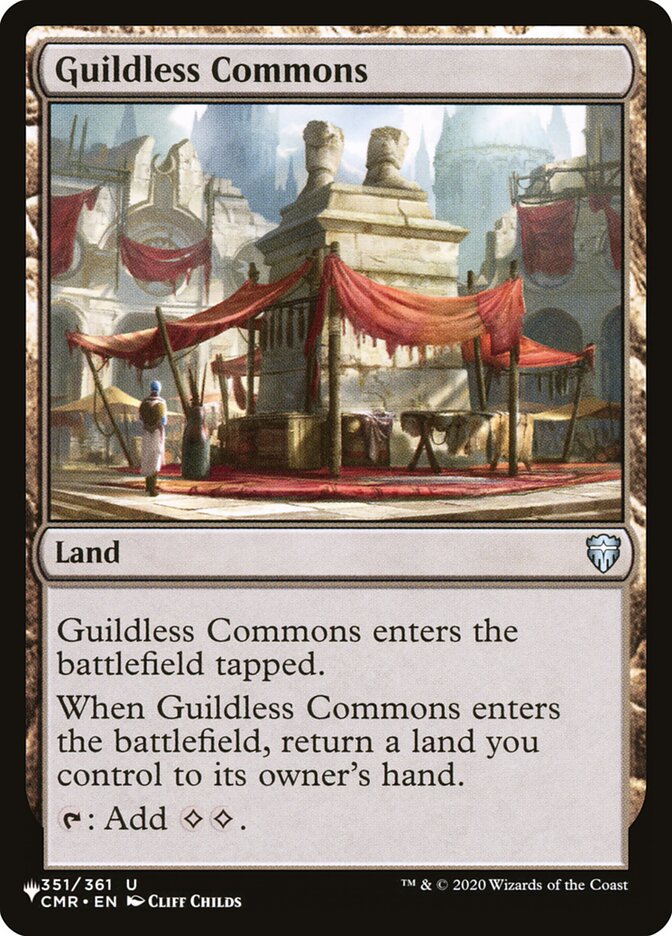 Guildless Commons
Land
Guildless Commons enters the
battlefield tapped.
When Guildless Commons enters
the battlefield, return a land you
control to its owner's hand.
: Add .
351/361 U
CMR • EN Cliff Childs
™ & © 2020 Wizards of the Coast